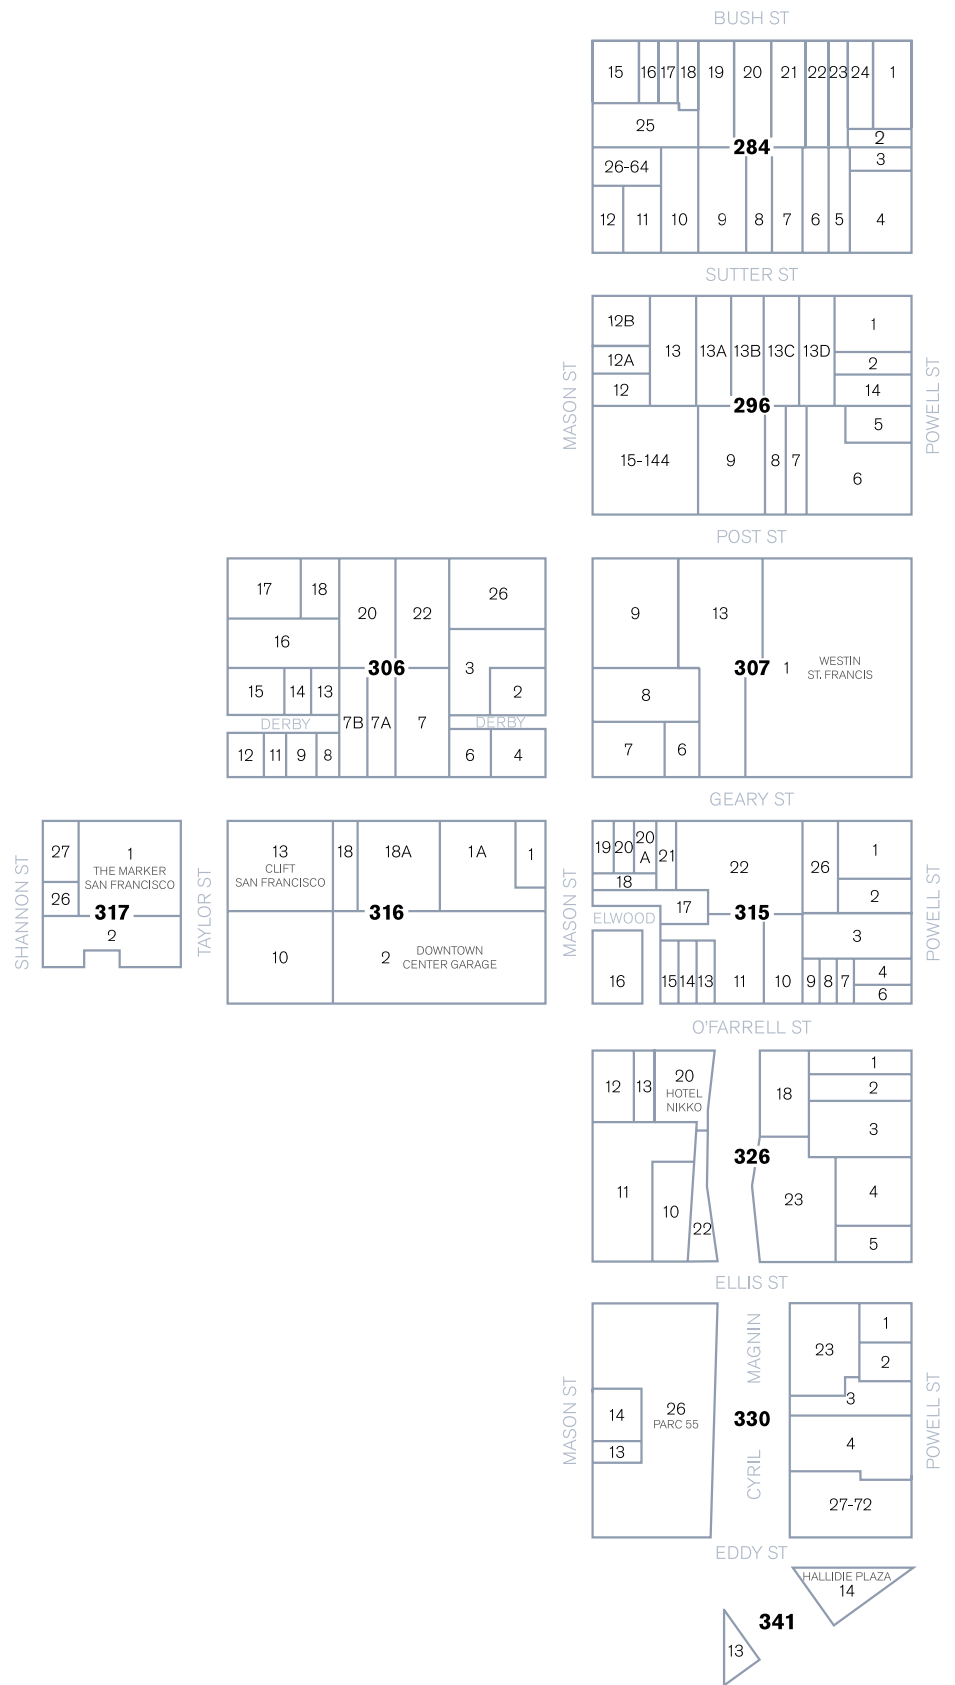 BUSH ST
15 16 17 18 19 20 21 22 23 24 1
25
2
284
3
26-64
12 11 10 9 8 7 6 5 4
SUTTER ST
12B
12A
12
13 13A 13B 13C 13D
1
2
14
296
MASON ST
POWELL ST
15-144
9
8
7
5
6
POST ST
17 18
20 22
26
16
306
3
15 14 13
2
DERBY
DERBY
7B 7A 7
12 11 9 8
6 4
9 13
307
1
WESTIN
ST. FRANCIS
8
7 6
GEARY ST
SHANNON ST
27
1
THE MARKER
SAN FRANCISCO
26
317
2
TAYLOR ST
13
CLIFT
SAN FRANCISCO
18 18A 1A 1
316
10
2
DOWNTOWN
CENTER GARAGE
MASON ST
19 20 20
A
21
22
26
1
18
17
2
ELWOOD
315
3
POWELL ST
16
15 14 13 11 10 9 8 7
4
6
O'FARRELL ST
12 13
20
HOTEL
NIKKO
18
1
2
3
326
11
10
22
23
4
5
ELLIS ST
MASON ST
14
13
26
PARC 55
CYRIL MAGNIN
330
23
1
2
3
4
27-72
POWELL ST
EDDY ST
HALLIDIE PLAZA
14
341
13